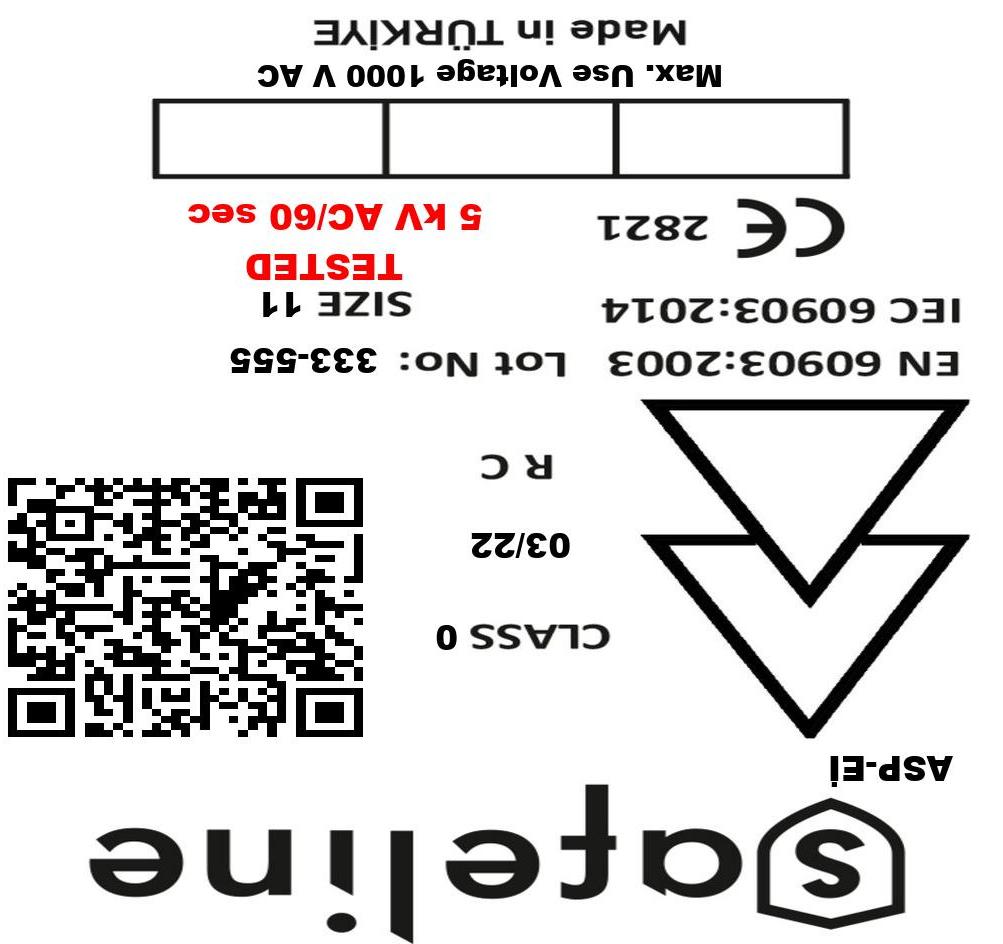 safeline
ASP-Ei
CLASS 0
03/22
R C
EN 60903:2003 Lot No: 333-555
IEC 60903:2014 SIZE 11
TESTED
CE 2821 5 kV AC/60 sec
Max. Use Voltage 1000 V AC
Made in TÜRKİYE